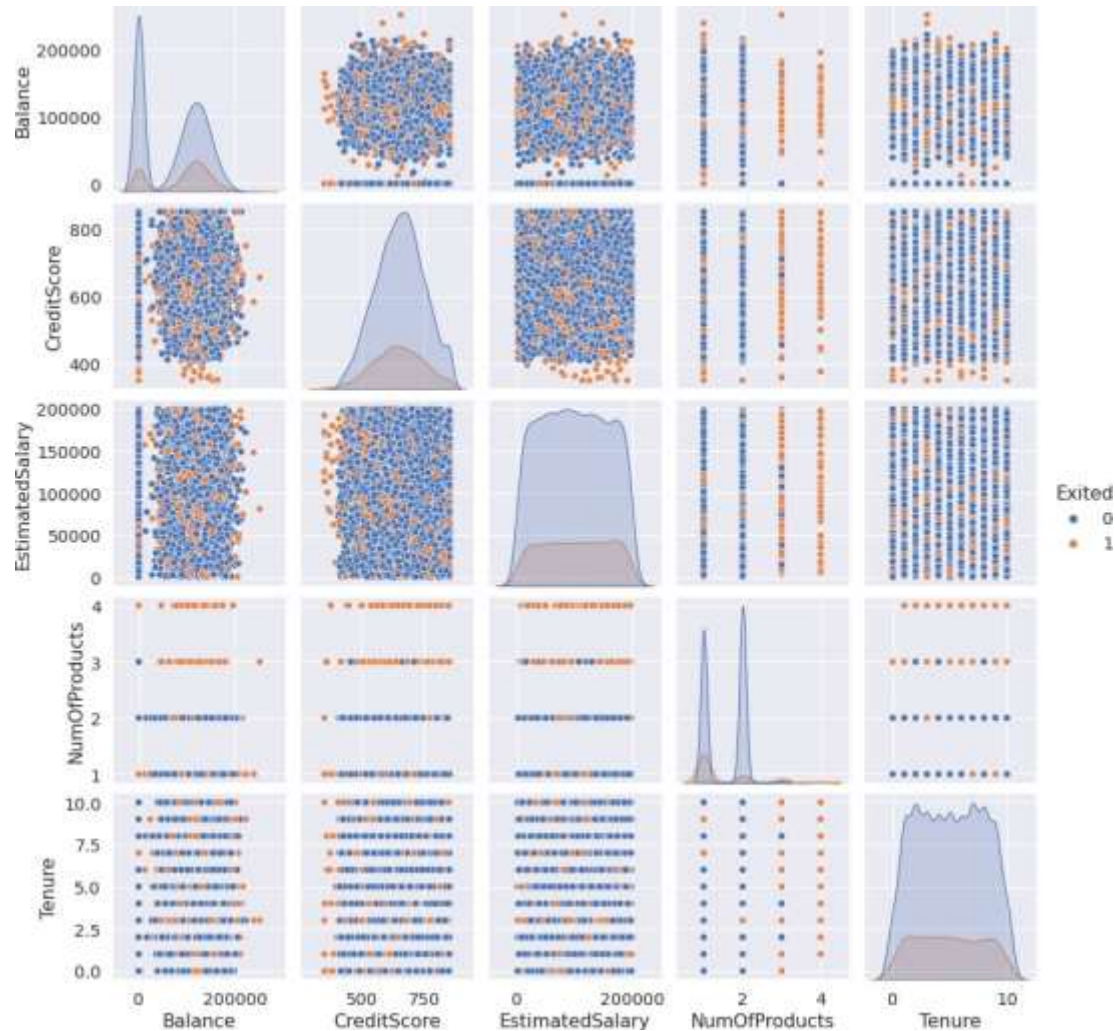 Balance
200000
100000
0
CreditScore
800
600
400
EstimatedSalary
200000
150000
100000
50000
0
Exited
0
1
NumOfProducts
4
3
2
1
Tenure
10.0
7.5
5.0
2.5
0.0
0 200000 500 750 0 200000 2 4 0 10
Balance CreditScore EstimatedSalary NumOfProducts Tenure